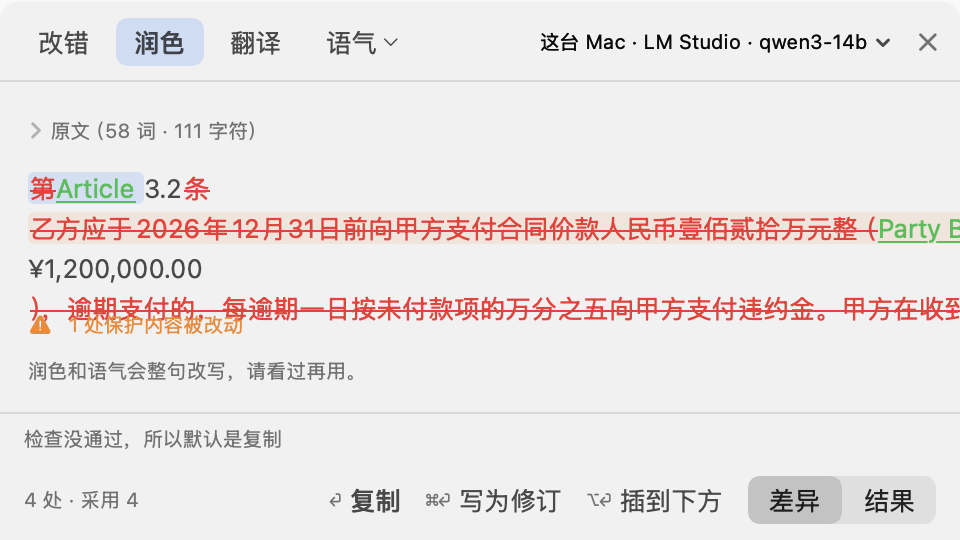 改错 润色 翻译 语气 这台 Mac · LM Studio · qwen3-14b
原文 (58 词 · 111 字符)
第Article 3.2条
乙方应于2026年12月31日前向甲方支付合同价款人民币壹佰贰拾万元整（Party B
¥1,200,000.00
），逾期支付的，每逾期一日按未付款项的万分之五向甲方支付违约金。甲方在收到
1 处保护内容被改动
润色和语气会整句改写，请看过再用。
检查没通过，所以默认是复制
4 处 · 采用 4 ⏎ 复制 ⌘⏎ 写为修订 ⌥⏎ 插到下方 差异 结果